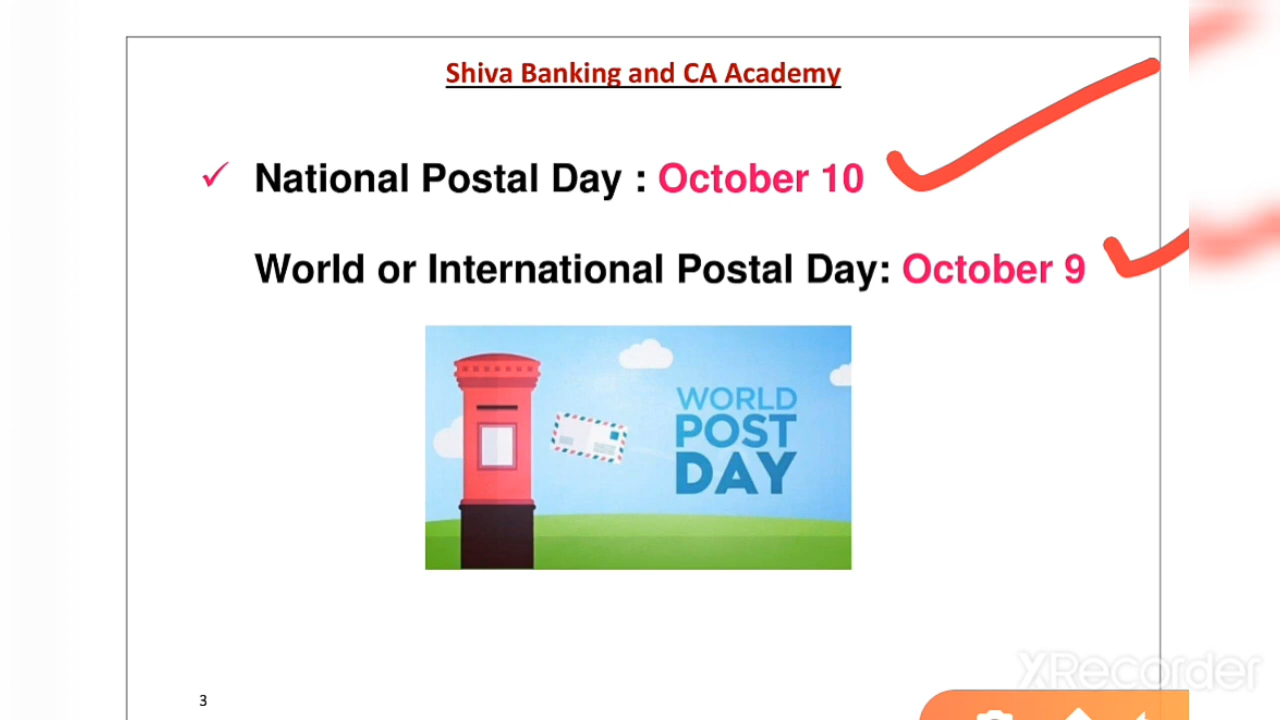 Shiva Banking and CA Academy
✓ National Postal Day : October 10
World or International Postal Day: October 9
WORLD
POST
DAY
3
XRecorder